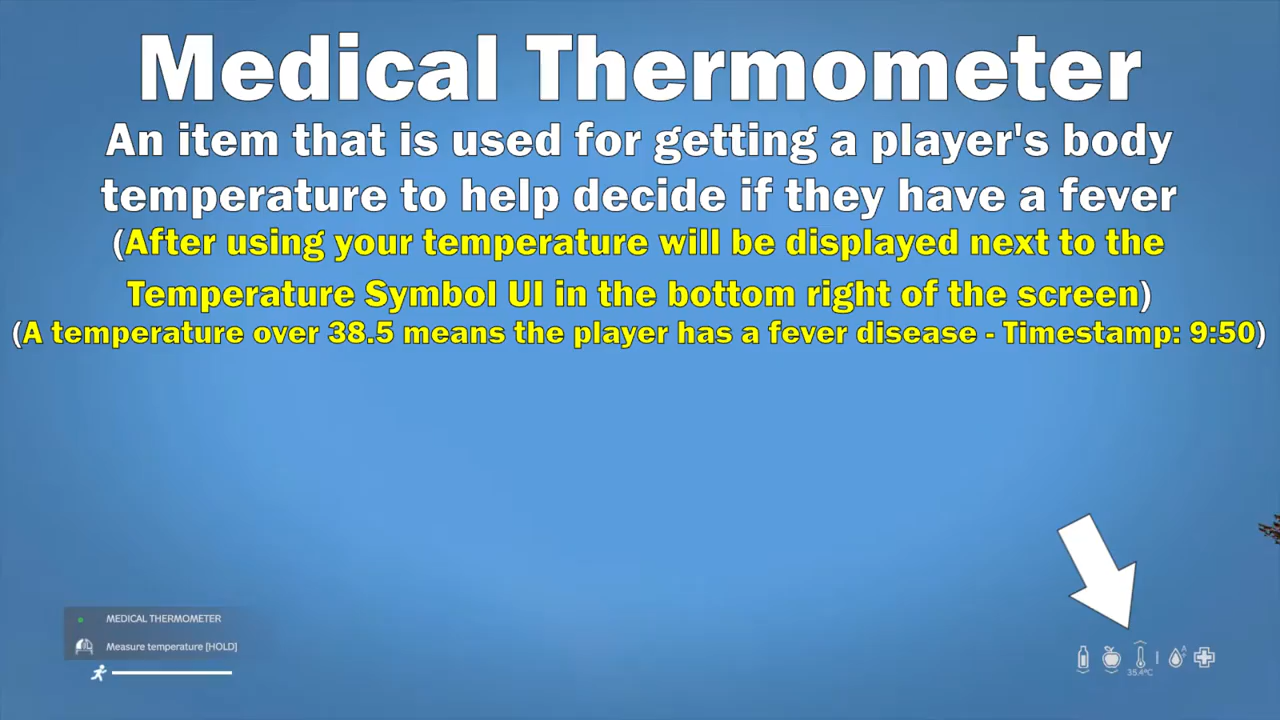 Medical Thermometer
An item that is used for getting a player's body
temperature to help decide if they have a fever
(After using your temperature will be displayed next to the
Temperature Symbol UI in the bottom right of the screen)
(A temperature over 38.5 means the player has a fever disease - Timestamp: 9:50)
MEDICAL THERMOMETER
Measure temperature [HOLD]
A+
35.4°C